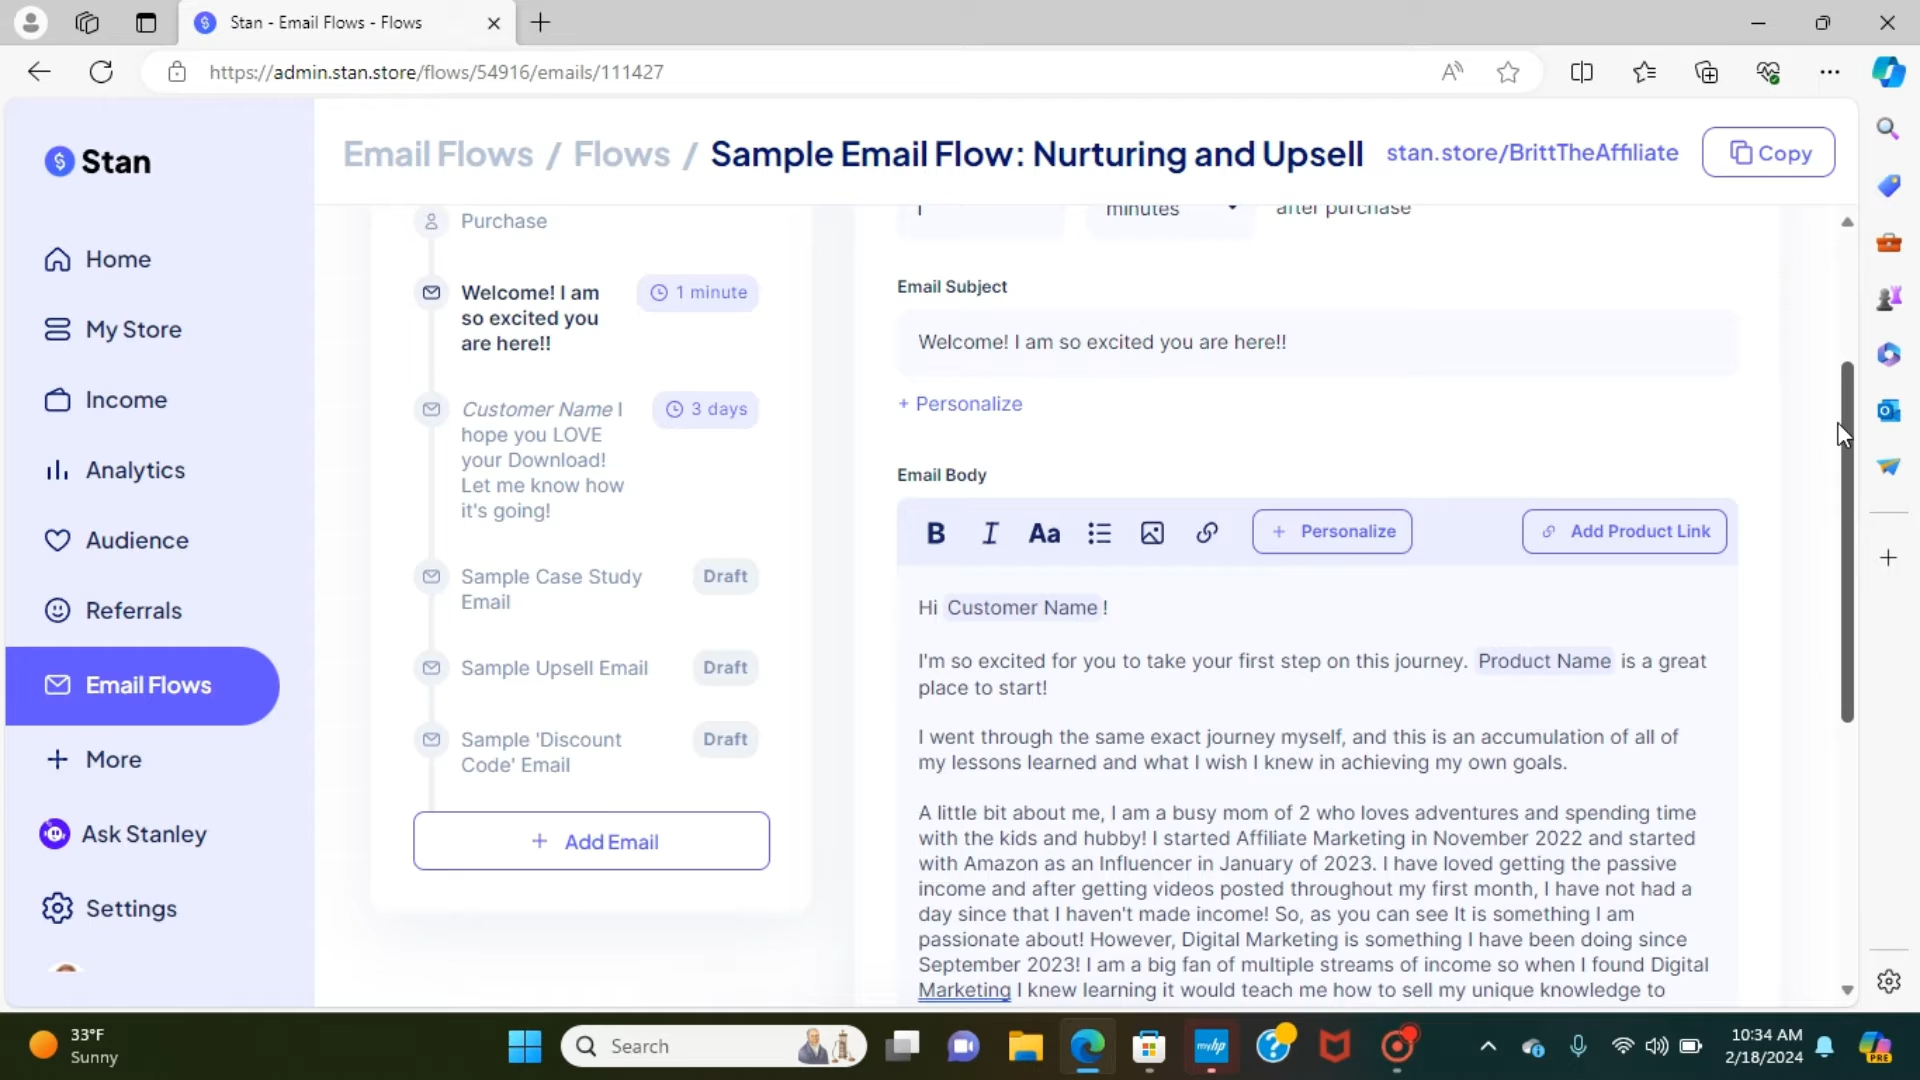 Stan - Email Flows - Flows
https://admin.stan.store/flows/54916/emails/111427
Stan
Home
My Store
Income
Analytics
Audience
Referrals
Email Flows
More
Ask Stanley
Settings
Email Flows / Flows / Sample Email Flow: Nurturing and Upsell
stan.store/BrittTheAffiliate
Copy
Purchase
Welcome! I am
so excited you
are here!!
1 minute
Customer Name I
hope you LOVE
your Download!
Let me know how
it's going!
3 days
Sample Case Study
Email
Draft
Sample Upsell Email
Draft
Sample 'Discount
Code' Email
Draft
+ Add Email
1 minutes after purchase
Email Subject
Welcome! I am so excited you are here!!
+ Personalize
Email Body
B I Aa
+ Personalize
Add Product Link
Hi Customer Name !
I'm so excited for you to take your first step on this journey. Product Name is a great
place to start!
I went through the same exact journey myself, and this is an accumulation of all of
my lessons learned and what I wish I knew in achieving my own goals.
A little bit about me, I am a busy mom of 2 who loves adventures and spending time
with the kids and hubby! I started Affiliate Marketing in November 2022 and started
with Amazon as an Influencer in January of 2023. I have loved getting the passive
income and after getting videos posted throughout my first month, I have not had a
day since that I haven't made income! So, as you can see It is something I am
passionate about! However, Digital Marketing is something I have been doing since
September 2023! I am a big fan of multiple streams of income so when I found Digital
Marketing I knew learning it would teach me how to sell my unique knowledge to
33°F
Sunny
Search
myhp
10:34 AM
2/18/2024
PRE